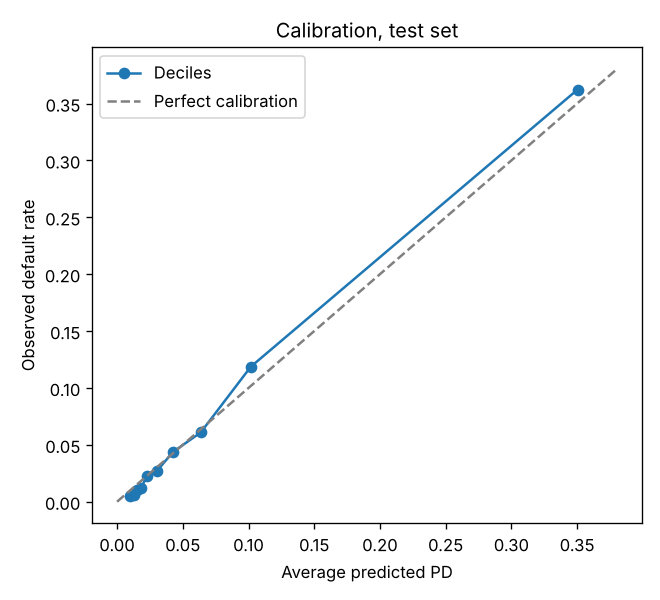 Calibration, test set
Deciles
Perfect calibration
Observed default rate
0.35
0.30
0.25
0.20
0.15
0.10
0.05
0.00
0.00 0.05 0.10 0.15 0.20 0.25 0.30 0.35
Average predicted PD